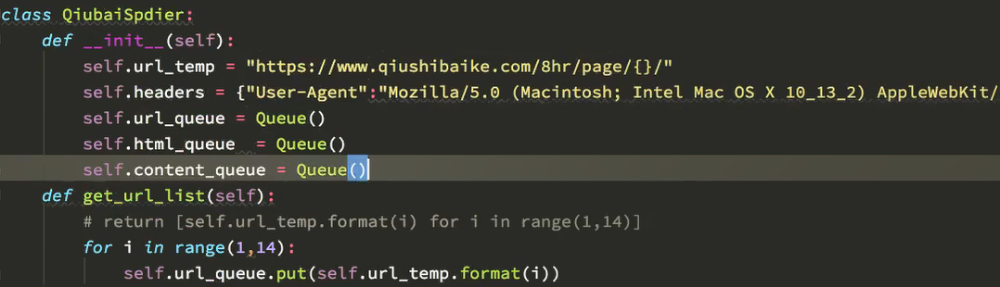 class QiubaiSpdier:
    def __init__(self):
        self.url_temp = "https://www.qiushibaike.com/8hr/page/{}/"
        self.headers = {"User-Agent":"Mozilla/5.0 (Macintosh; Intel Mac OS X 10_13_2) AppleWebKit/
        self.url_queue = Queue()
        self.html_queue  = Queue()
        self.content_queue = Queue()
    def get_url_list(self):
        # return [self.url_temp.format(i) for i in range(1,14)]
        for i in range(1,14):
            self.url_queue.put(self.url_temp.format(i))